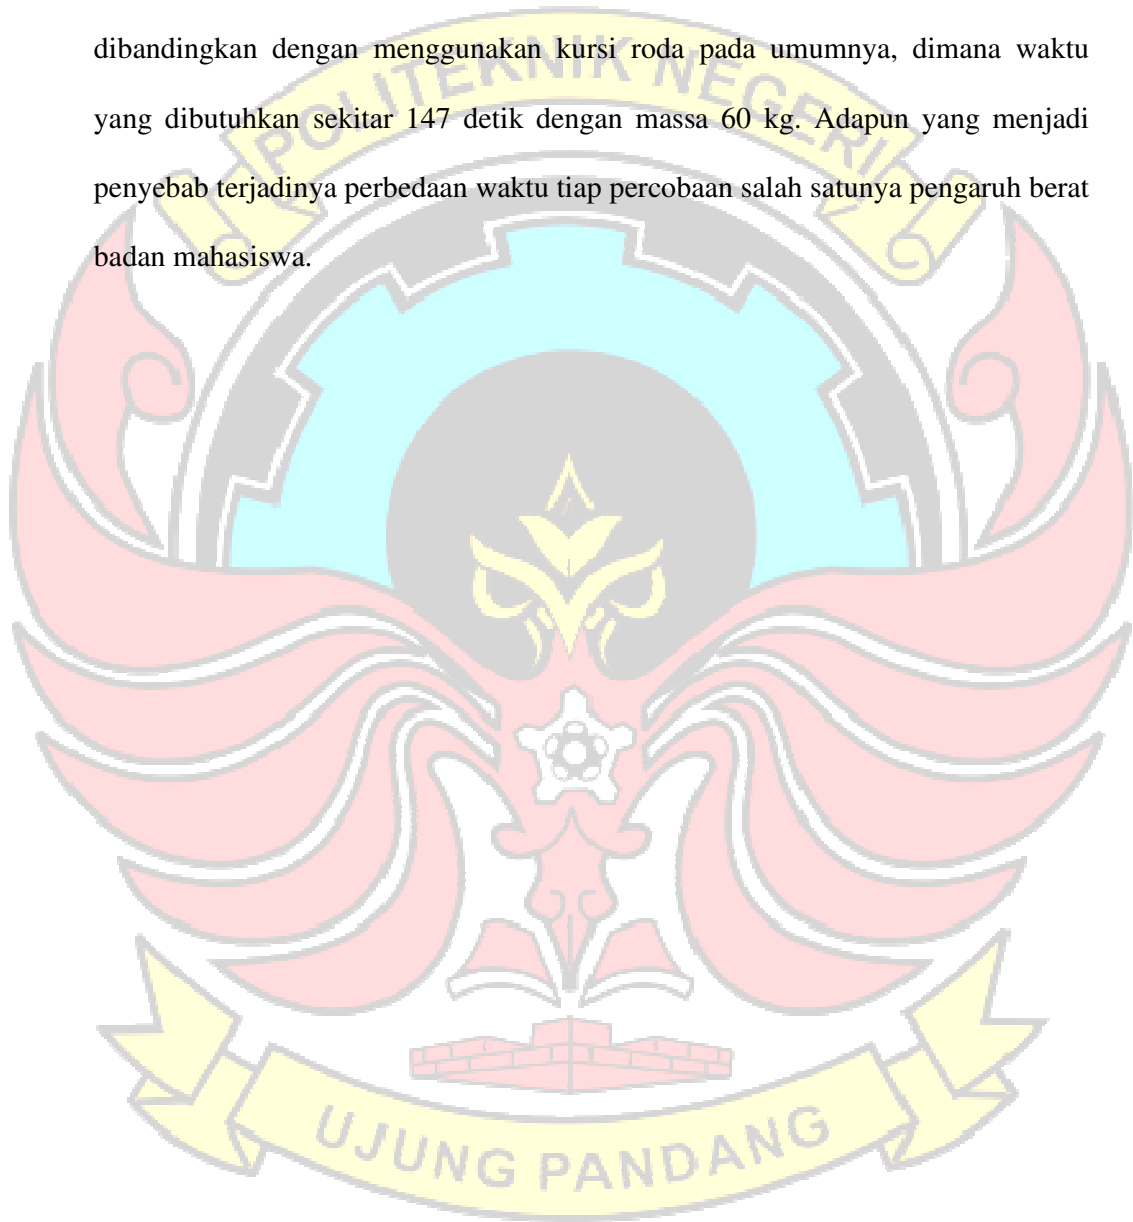 dibandingkan dengan menggunakan kursi roda pada umumnya, dimana waktu
yang dibutuhkan sekitar 147 detik dengan massa 60 kg. Adapun yang menjadi
penyebab terjadinya perbedaan waktu tiap percobaan salah satunya pengaruh berat
badan mahasiswa.
POLITEKNIK NEGERI
UJUNG PANDANG